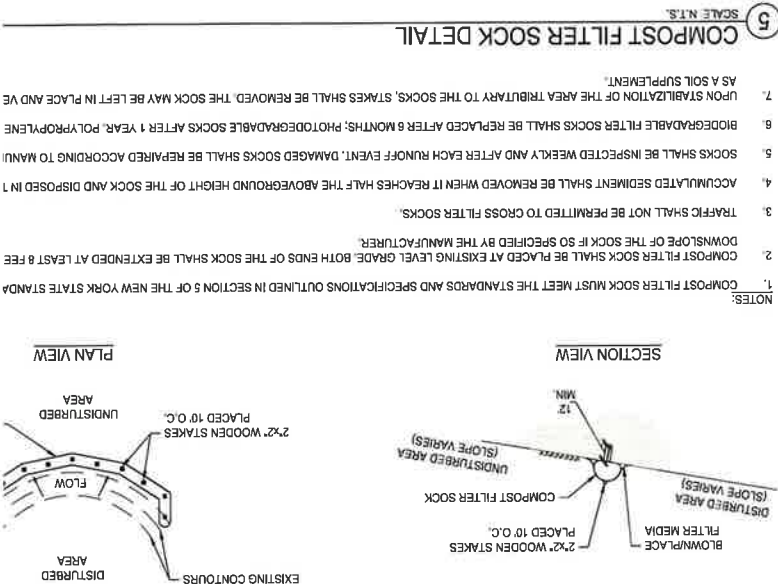 BLOWN/PLACE
FILTER MEDIA
2"x2" WOODEN STAKES
PLACED 10' O.C.
COMPOST FILTER SOCK
DISTURBED AREA
(SLOPE VARIES)
UNDISTURBED AREA
(SLOPE VARIES)
12"
MIN.
SECTION VIEW
EXISTING CONTOURS
DISTURBED
AREA
FLOW
2"x2" WOODEN STAKES
PLACED 10' O.C.
UNDISTURBED
AREA
PLAN VIEW
NOTES:
1. COMPOST FILTER SOCK MUST MEET THE STANDARDS AND SPECIFICATIONS OUTLINED IN SECTION 5 OF THE NEW YORK STATE STANDA
2. COMPOST FILTER SOCK SHALL BE PLACED AT EXISTING LEVEL GRADE. BOTH ENDS OF THE SOCK SHALL BE EXTENDED AT LEAST 8 FEE
DOWNSLOPE OF THE SOCK IF SO SPECIFIED BY THE MANUFACTURER.
3. TRAFFIC SHALL NOT BE PERMITTED TO CROSS FILTER SOCKS.
4. ACCUMULATED SEDIMENT SHALL BE REMOVED WHEN IT REACHES HALF THE ABOVEGROUND HEIGHT OF THE SOCK AND DISPOSED IN
5. SOCKS SHALL BE INSPECTED WEEKLY AND AFTER EACH RUNOFF EVENT. DAMAGED SOCKS SHALL BE REPAIRED ACCORDING TO
6. BIODEGRADABLE FILTER SOCKS SHALL BE REPLACED AFTER 6 MONTHS; PHOTODEGRADABLE SOCKS AFTER 1 YEAR. POLYPROPYLENE
7. UPON STABILIZATION OF THE AREA TRIBUTARY TO THE SOCKS, STAKES SHALL BE REMOVED. THE SOCK MAY BE LEFT IN PLACE AND VE
AS A SOIL SUPPLEMENT.
5 COMPOST FILTER SOCK DETAIL
SCALE N.T.S.